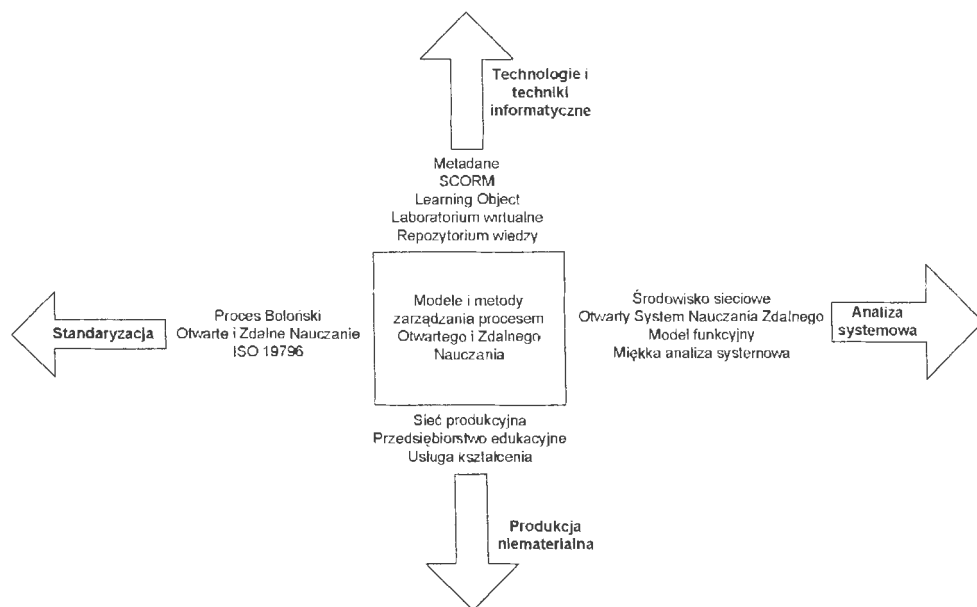 Technologie i
techniki
informatyczne
Metadane
SCORM
Learning Object
Laboratorium wirtualne
Repozytorium wiedzy
Standaryzacja
Proces Boloński
Otwarte i Zdalne Nauczanie
ISO 19796
Modele i metody
zarządzania procesem
Otwartego i Zdalnego
Nauczania
Środowisko sieciowe
Otwarty System Nauczania Zdalnego
Model funkcyjny
Miękka analiza systemowa
Analiza
systemowa
Sieć produkcyjna
Przedsiębiorstwo edukacyjne
Usługa kształcenia
Produkcja
niematerialna